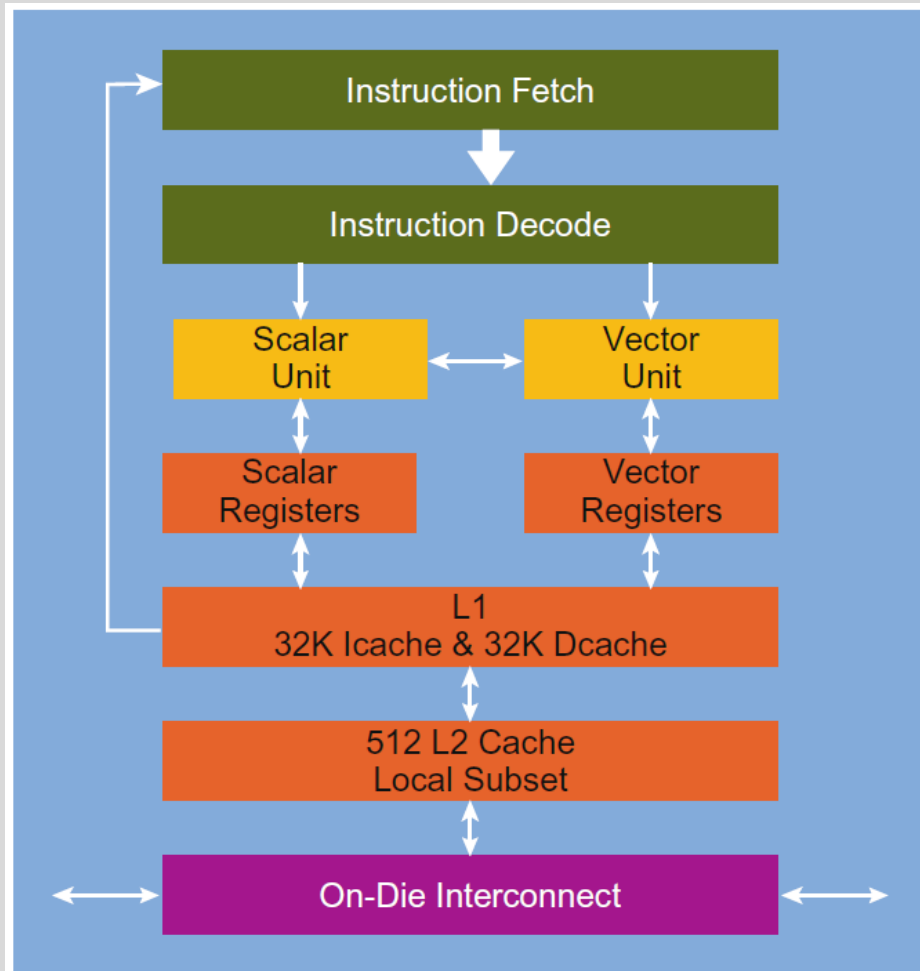 Instruction Fetch
Instruction Decode
Scalar
Unit
Vector
Unit
Scalar
Registers
Vector
Registers
L1
32K Icache & 32K Dcache
512 L2 Cache
Local Subset
On-Die Interconnect